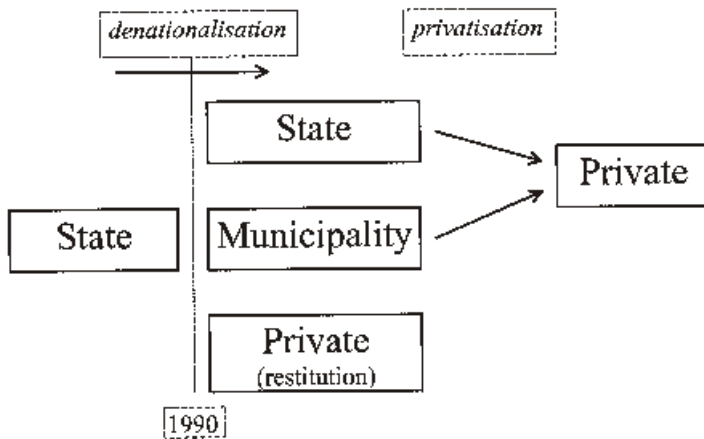 denationalisation
privatisation
State
Private
State
Municipality
Private
(restitution)
1990